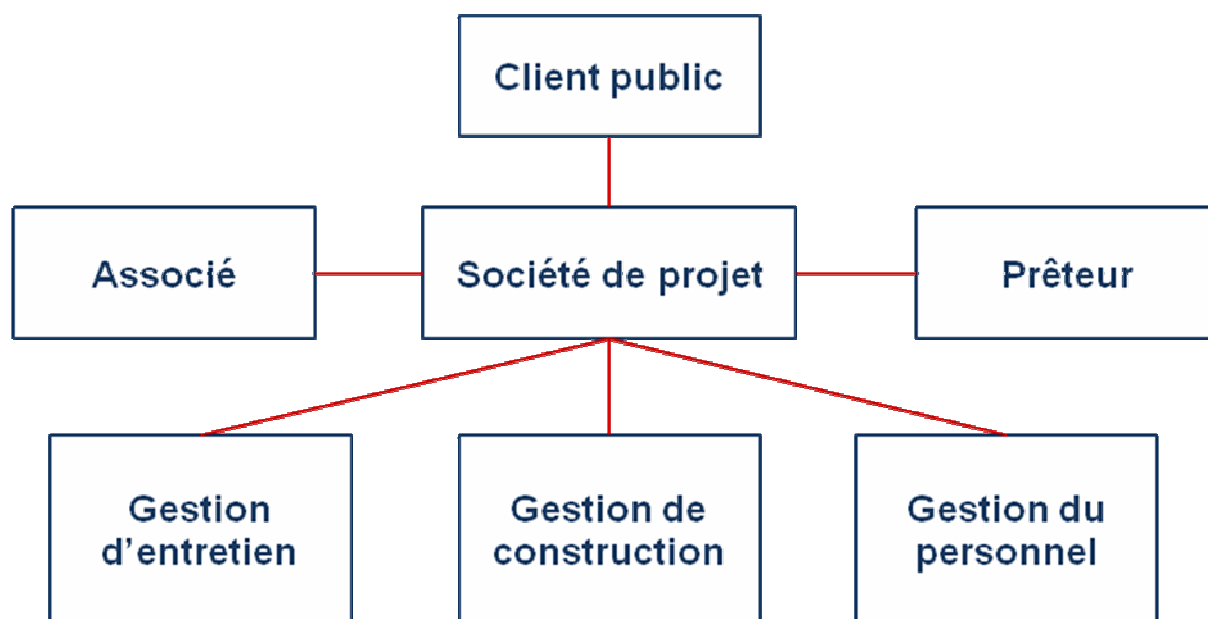 Client public
Associé
Société de projet
Prêteur
Gestion
d’entretien
Gestion de
construction
Gestion du
personnel